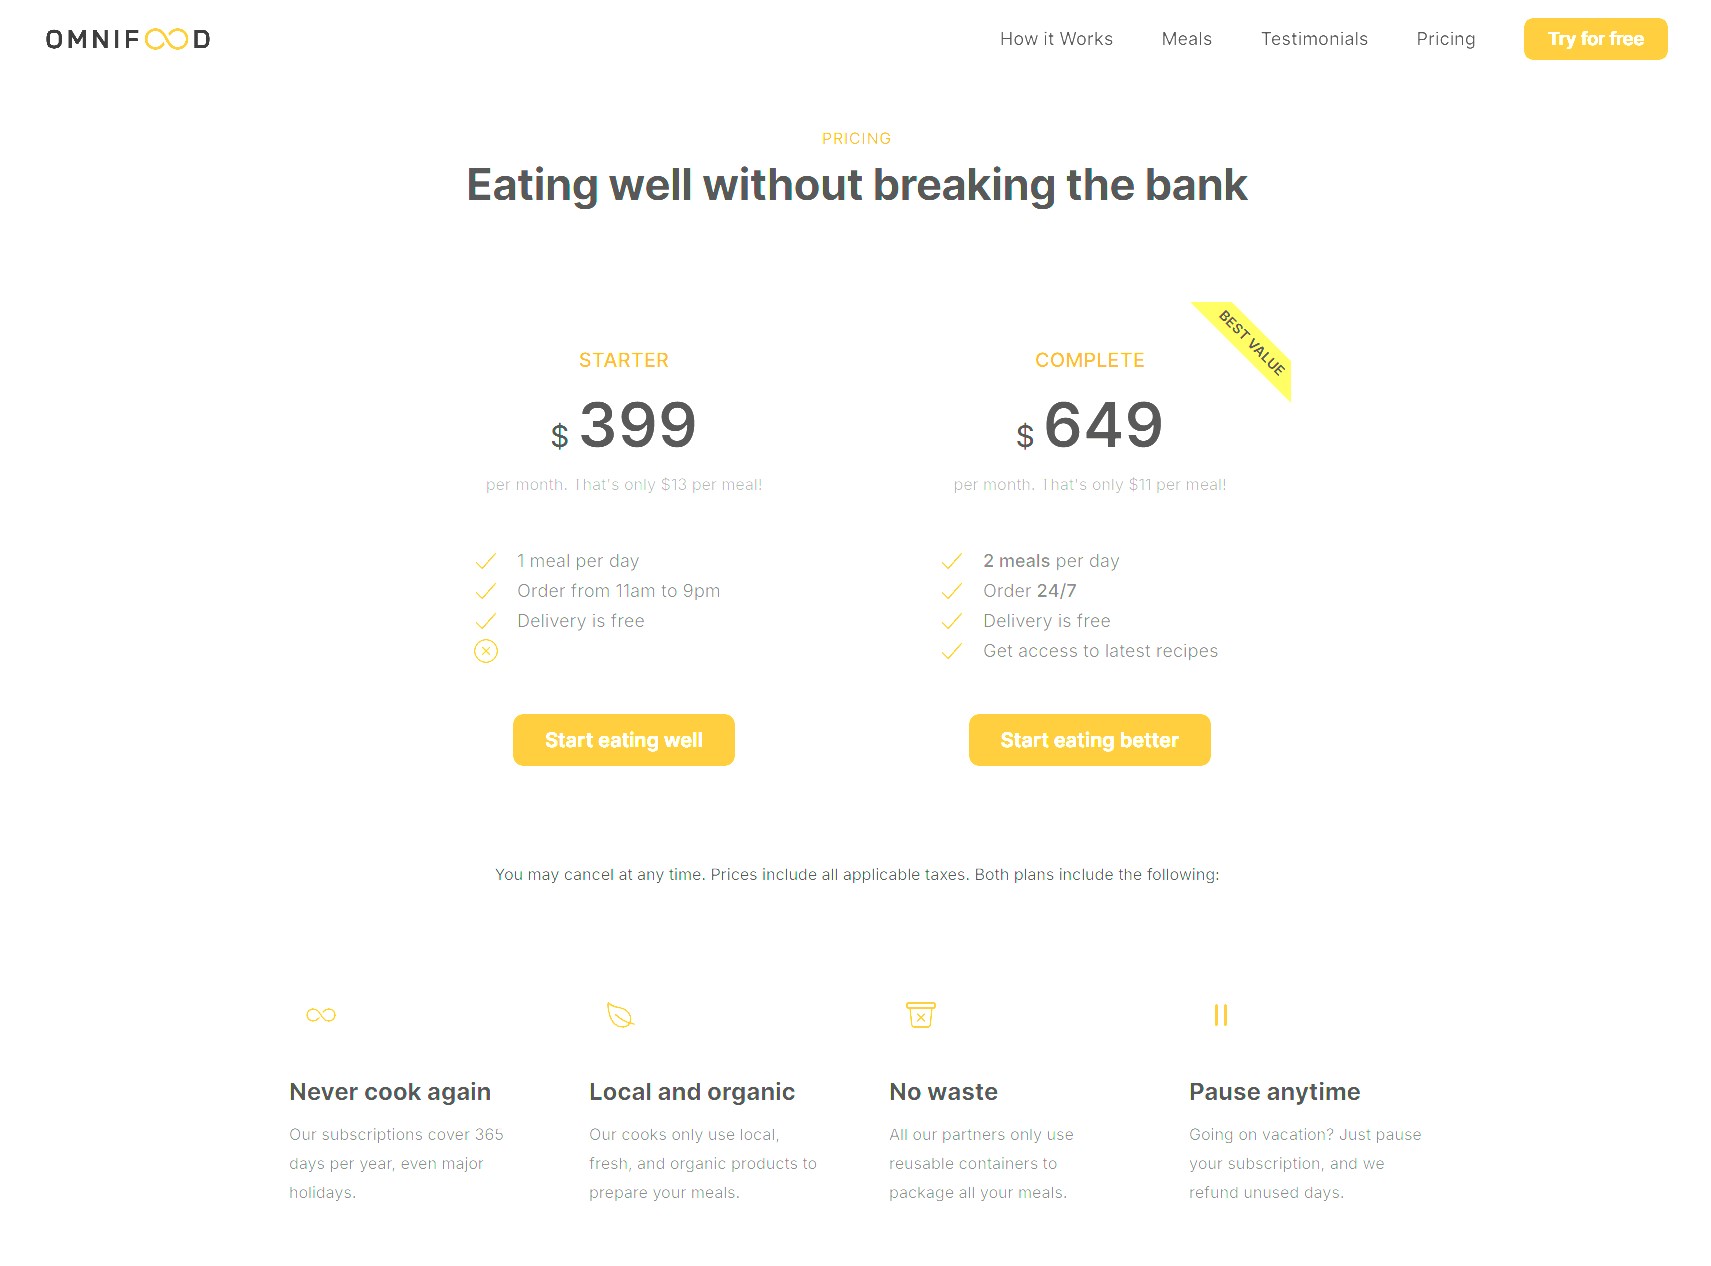 OMNIFOOD
How it Works
Meals
Testimonials
Pricing
Try for free
PRICING
Eating well without breaking the bank
BEST VALUE
STARTER
$ 399
per month. That's only $13 per meal!
1 meal per day
Order from 11am to 9pm
Delivery is free
Start eating well
COMPLETE
$ 649
per month. That's only $11 per meal!
2 meals per day
Order 24/7
Delivery is free
Get access to latest recipes
Start eating better
You may cancel at any time. Prices include all applicable taxes. Both plans include the following:
Never cook again
Our subscriptions cover 365
days per year, even major
holidays.
Local and organic
Our cooks only use local,
fresh, and organic products to
prepare your meals.
No waste
All our partners only use
reusable containers to
package all your meals.
Pause anytime
Going on vacation? Just pause
your subscription, and we
refund unused days.